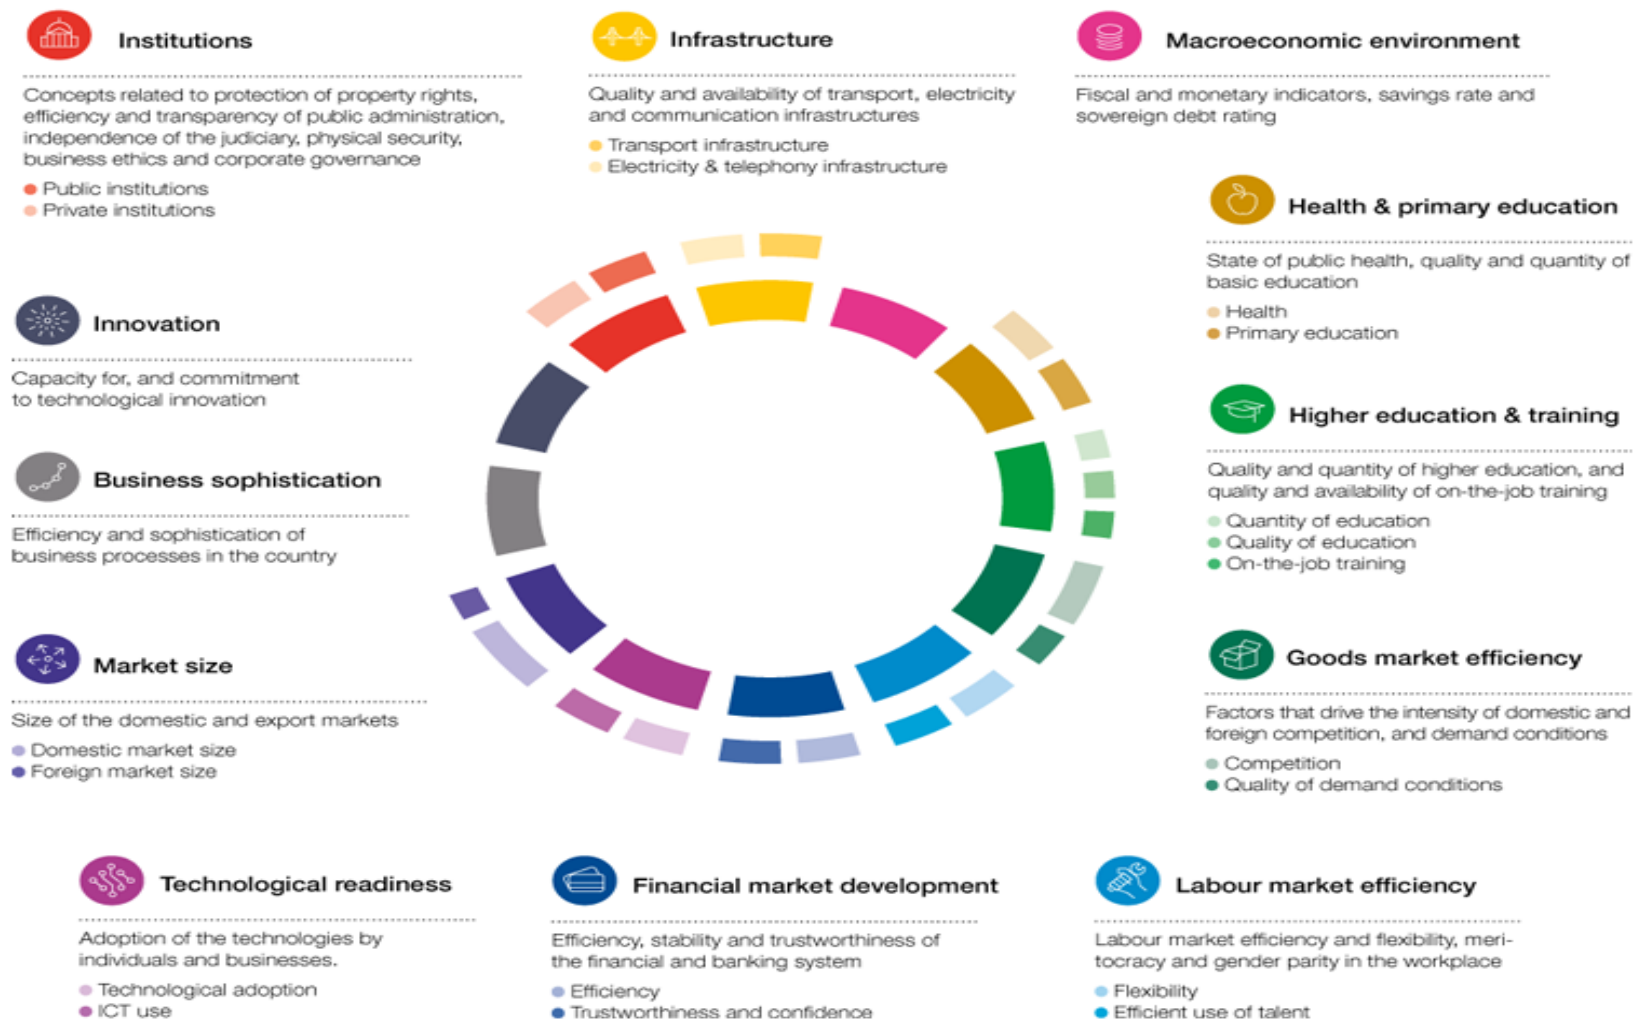 Institutions
Concepts related to protection of property rights,
efficiency and transparency of public administration,
independence of the judiciary, physical security,
business ethics and corporate governance
Public institutions
Private institutions
Infrastructure
Quality and availability of transport, electricity
and communication infrastructures
Transport infrastructure
Electricity & telephony infrastructure
Macroeconomic environment
Fiscal and monetary indicators, savings rate and
sovereign debt rating
Health & primary education
State of public health, quality and quantity of
basic education
Health
Primary education
Higher education & training
Quality and quantity of higher education, and
quality and availability of on-the-job training
Quantity of education
Quality of education
On-the-job training
Goods market efficiency
Factors that drive the intensity of domestic and
foreign competition, and demand conditions
Competition
Quality of demand conditions
Labour market efficiency
Labour market efficiency and flexibility, meri-
tocracy and gender parity in the workplace
Flexibility
Efficient use of talent
Financial market development
Efficiency, stability and trustworthiness of
the financial and banking system
Efficiency
Trustworthiness and confidence
Technological readiness
Adoption of the technologies by
individuals and businesses.
Technological adoption
ICT use
Market size
Size of the domestic and export markets
Domestic market size
Foreign market size
Business sophistication
Efficiency and sophistication of
business processes in the country
Innovation
Capacity for, and commitment
to technological innovation